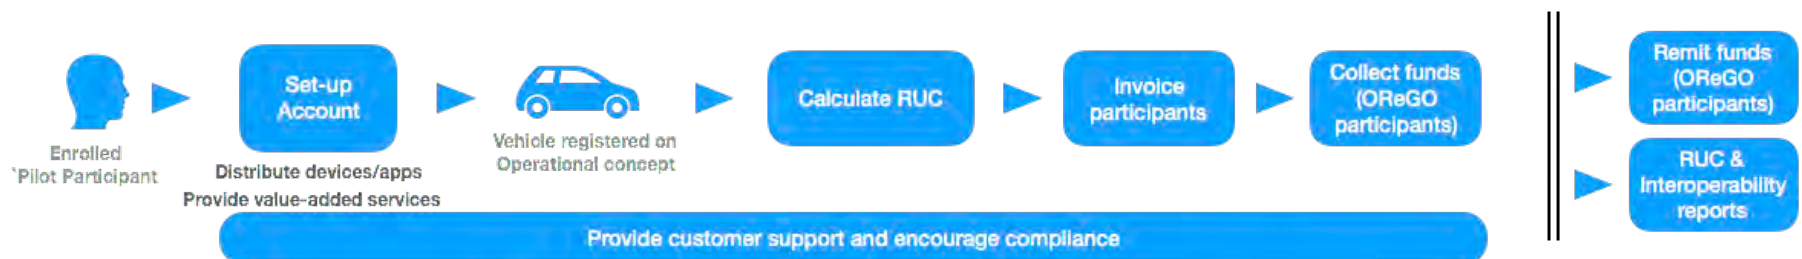 Enrolled
`Pilot Participant
Set-up
Account
Distribute devices/apps
Provide value-added services
Vehicle registered on
Operational concept
Calculate RUC
Invoice
participants
Collect funds
(OReGO
participants)
Remit funds
(OReGO
participants)
RUC &
Interoperability
reports
Provide customer support and encourage compliance